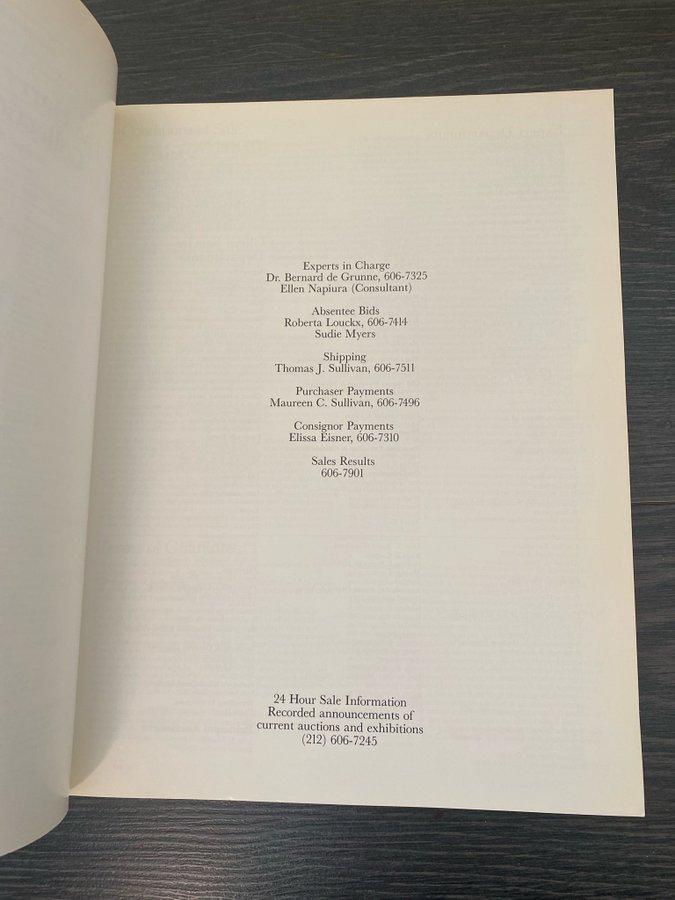 Experts in Charge
Dr. Bernard de Grunne, 606-7325
Ellen Napiura (Consultant)
Absentee Bids
Roberta Louckx, 606-7414
Sudie Myers
Shipping
Thomas J. Sullivan, 606-7511
Purchaser Payments
Maureen C. Sullivan, 606-7496
Consignor Payments
Elissa Eisner, 606-7310
Sales Results
606-7901
24 Hour Sale Information
Recorded announcements of
current auctions and exhibitions
(212) 606-7245